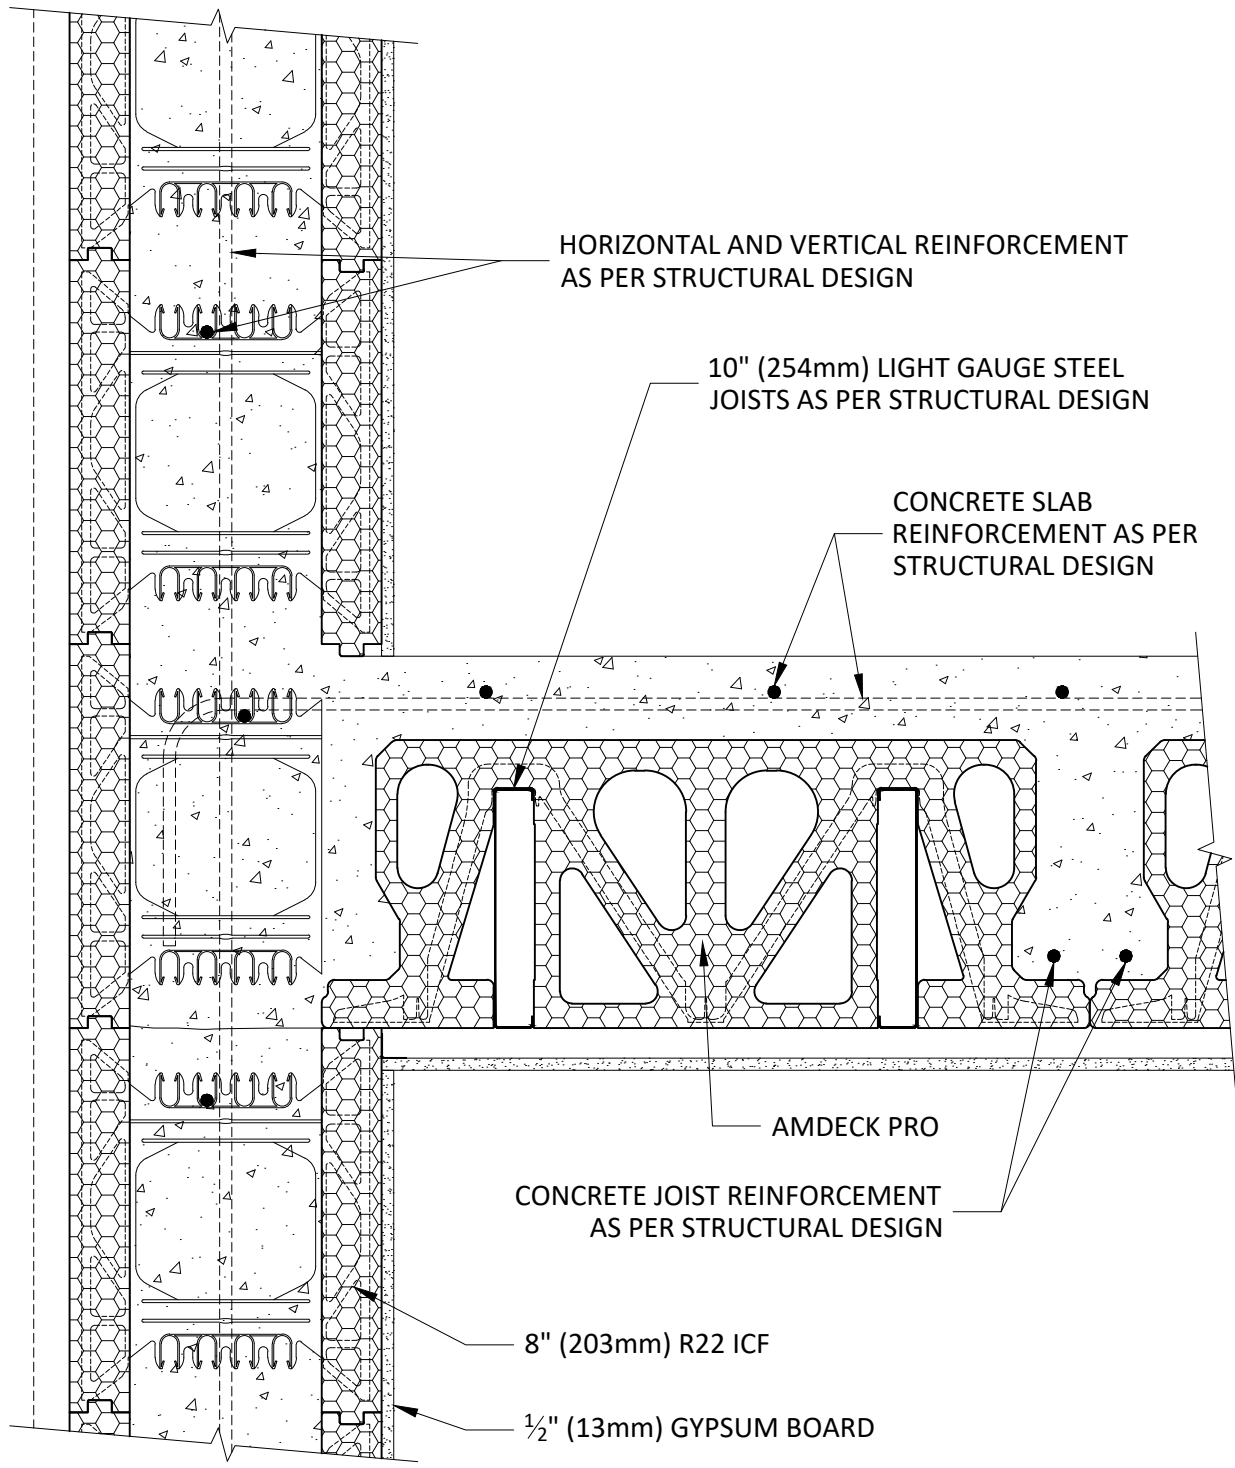 HORIZONTAL AND VERTICAL REINFORCEMENT
AS PER STRUCTURAL DESIGN
10" (254mm) LIGHT GAUGE STEEL
JOISTS AS PER STRUCTURAL DESIGN
CONCRETE SLAB
REINFORCEMENT AS PER
STRUCTURAL DESIGN
AMDECK PRO
CONCRETE JOIST REINFORCEMENT
AS PER STRUCTURAL DESIGN
8" (203mm) R22 ICF
½" (13mm) GYPSUM BOARD